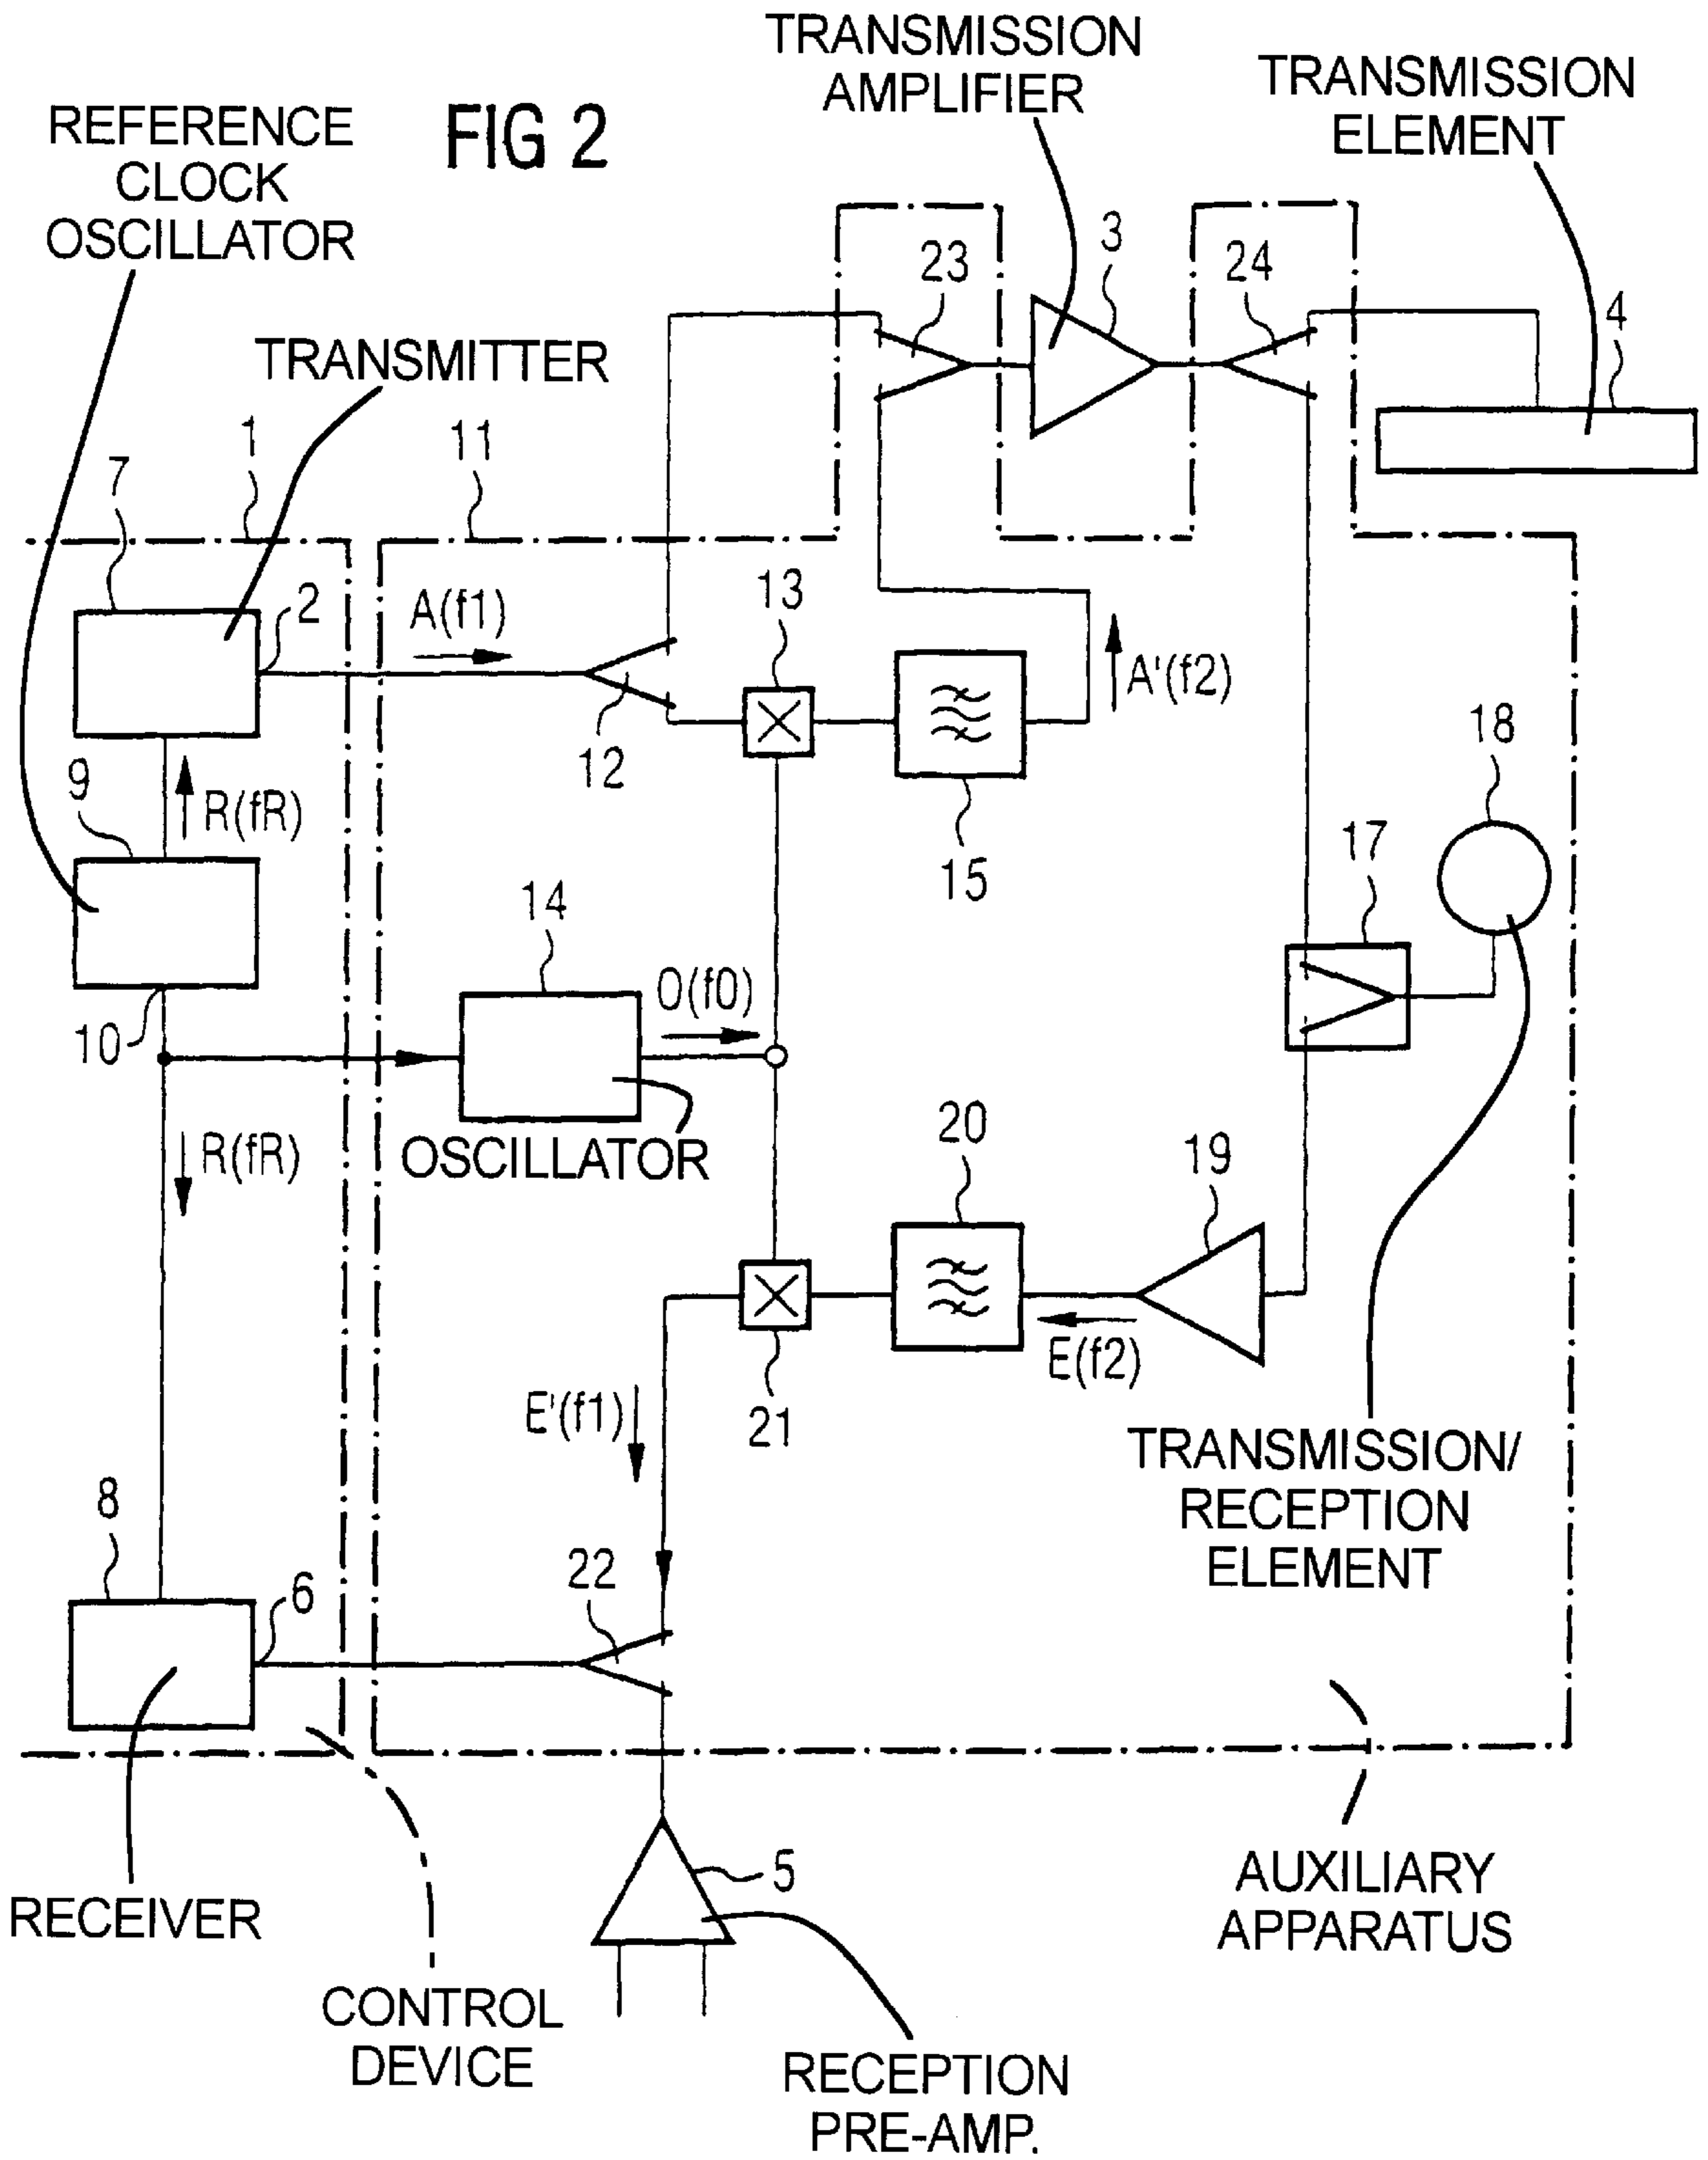 TRANSMISSION
AMPLIFIER
TRANSMISSION
ELEMENT
REFERENCE
CLOCK
OSCILLATOR
FIG 2
3
23
24
4
TRANSMITTER
1
11
7
2
A(f1)
13
A'(f2)
12
18
9
R(fR)
17
15
14
O(f0)
10
R(fR)
OSCILLATOR
20
19
E(f2)
E'(f1)
21
TRANSMISSION/
RECEPTION
ELEMENT
8
22
6
5
AUXILIARY
APPARATUS
RECEIVER
CONTROL
DEVICE
RECEPTION
PRE-AMP.